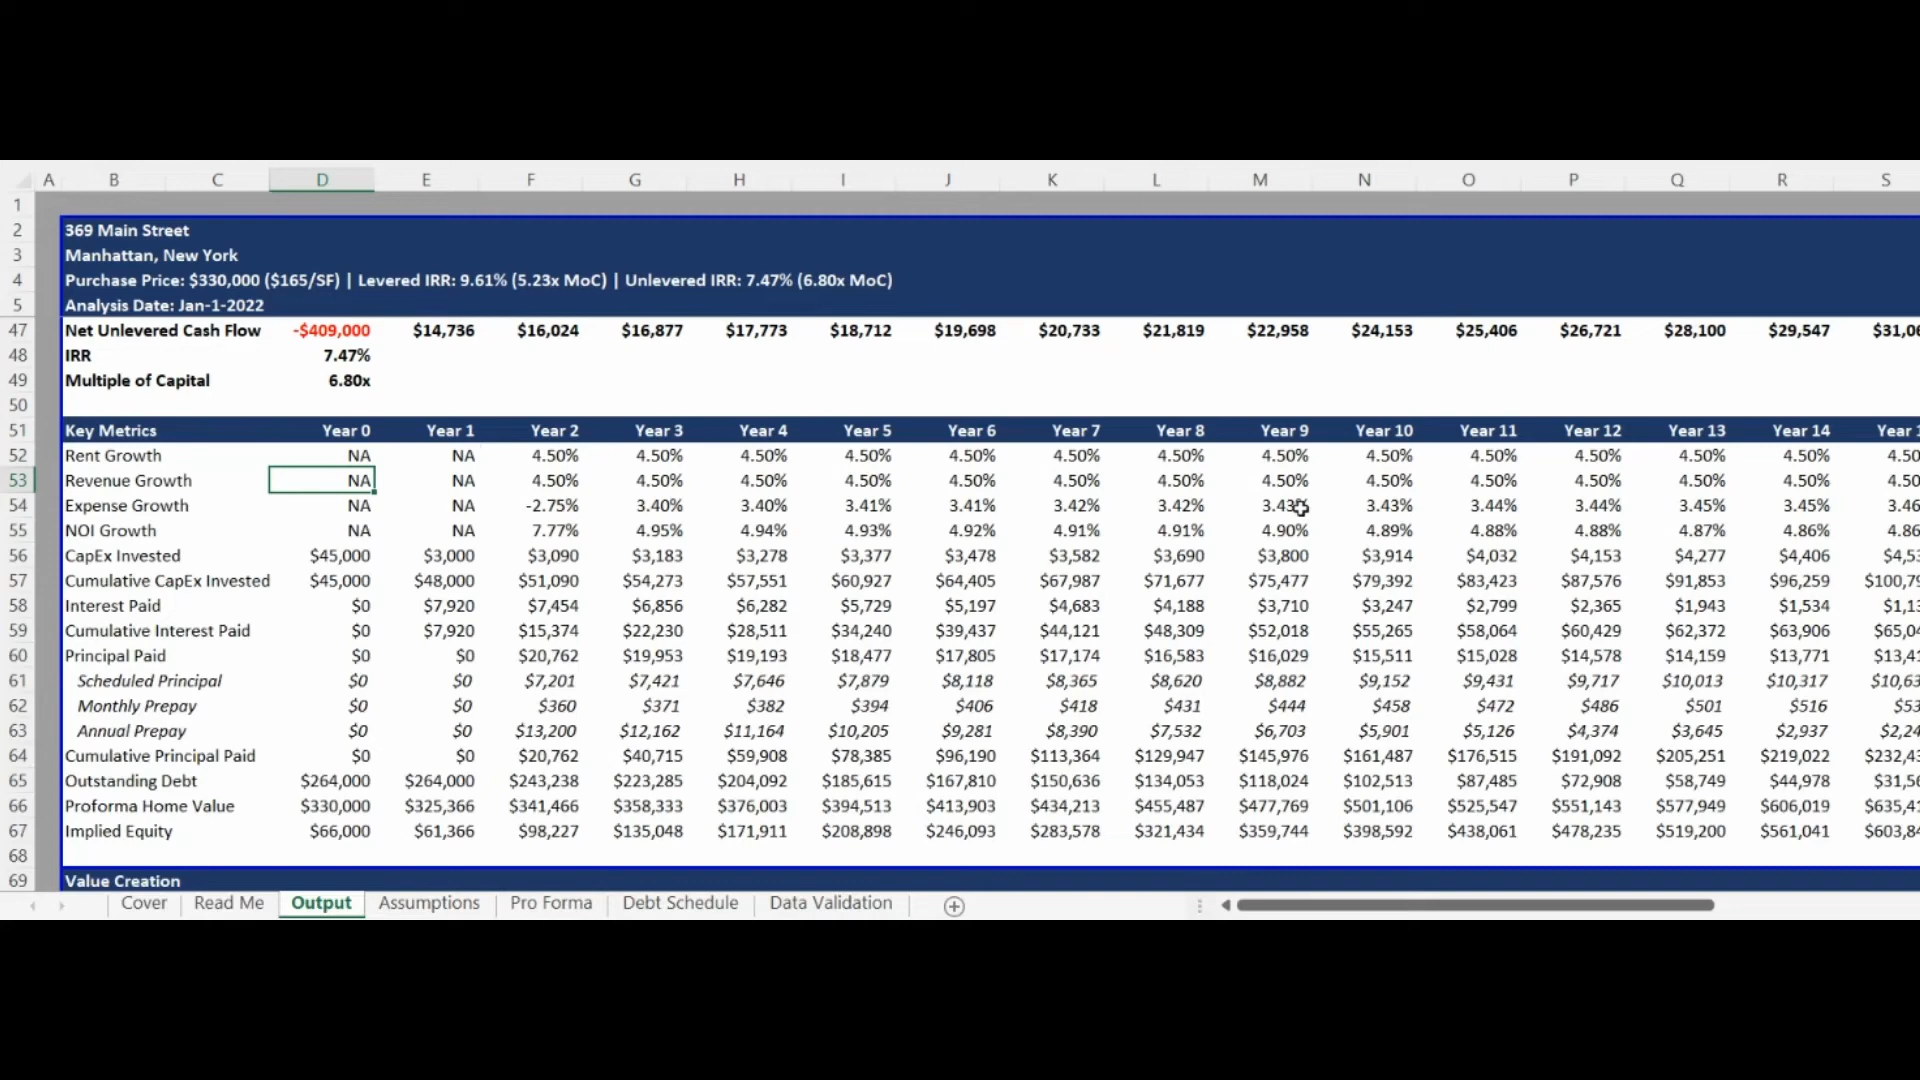 A B C D E F G H I J K L M N O P Q R S
1
2 369 Main Street
3 Manhattan, New York
4 Purchase Price: $330,000 ($165/SF) | Levered IRR: 9.61% (5.23x MoC) | Unlevered IRR: 7.47% (6.80x MoC)
5 Analysis Date: Jan-1-2022
47 Net Unlevered Cash Flow -$409,000 $14,736 $16,024 $16,877 $17,773 $18,712 $19,698 $20,733 $21,819 $22,958 $24,153 $25,406 $26,721 $28,100 $29,547
48 IRR 7.47%
49 Multiple of Capital 6.80x
50
51 Key Metrics Year 0 Year 1 Year 2 Year 3 Year 4 Year 5 Year 6 Year 7 Year 8 Year 9 Year 10 Year 11 Year 12 Year 13 Year 14 Year
52 Rent Growth NA NA 4.50% 4.50% 4.50% 4.50% 4.50% 4.50% 4.50% 4.50% 4.50% 4.50% 4.50% 4.50% 4.50% 4.50
53 Revenue Growth NA NA 4.50% 4.50% 4.50% 4.50% 4.50% 4.50% 4.50% 4.50% 4.50% 4.50% 4.50% 4.50% 4.50% 4.50
54 Expense Growth NA NA -2.75% 3.40% 3.40% 3.41% 3.41% 3.42% 3.42% 3.43% 3.43% 3.44% 3.44% 3.45% 3.45% 3.46
55 NOI Growth NA NA 7.77% 4.95% 4.94% 4.93% 4.92% 4.91% 4.91% 4.90% 4.89% 4.88% 4.88% 4.87% 4.86% 4.86
56 CapEx Invested $45,000 $3,000 $3,090 $3,183 $3,278 $3,377 $3,478 $3,582 $3,690 $3,800 $3,914 $4,032 $4,153 $4,277 $4,406
57 Cumulative CapEx Invested $45,000 $48,000 $51,090 $54,273 $57,551 $60,927 $64,405 $67,987 $71,677 $75,477 $79,392 $83,423 $87,576 $91,853 $96,259
58 Interest Paid $0 $7,920 $7,454 $6,856 $6,282 $5,729 $5,197 $4,683 $4,188 $3,710 $3,247 $2,799 $2,365 $1,943 $1,534
59 Cumulative Interest Paid $0 $7,920 $15,374 $22,230 $28,511 $34,240 $39,437 $44,121 $48,309 $52,018 $55,265 $58,064 $60,429 $62,372 $63,906
60 Principal Paid $0 $0 $20,762 $19,953 $19,193 $18,477 $17,805 $17,174 $16,583 $16,029 $15,511 $15,028 $14,578 $14,159 $13,771
61 Scheduled Principal $0 $0 $7,201 $7,421 $7,646 $7,879 $8,118 $8,365 $8,620 $8,882 $9,152 $9,431 $9,717 $10,013 $10,317
62 Monthly Prepay $0 $0 $360 $371 $382 $394 $406 $418 $431 $444 $458 $472 $486 $501 $516
63 Annual Prepay $0 $0 $13,200 $12,162 $11,164 $10,205 $9,281 $8,390 $7,532 $6,703 $5,901 $5,126 $4,374 $3,645 $2,937
64 Cumulative Principal Paid $0 $0 $20,762 $40,715 $59,908 $78,385 $96,190 $113,364 $129,947 $145,976 $161,487 $176,515 $191,092 $205,251 $219,022
65 Outstanding Debt $264,000 $264,000 $243,238 $223,285 $204,092 $185,615 $167,810 $150,636 $134,053 $118,024 $102,513 $87,485 $72,908 $58,749 $44,978
66 Proforma Home Value $330,000 $325,366 $341,466 $358,333 $376,003 $394,513 $413,903 $434,213 $455,487 $477,769 $501,106 $525,547 $551,143 $577,949 $606,019
67 Implied Equity $66,000 $61,366 $98,227 $135,048 $171,911 $208,898 $246,093 $283,578 $321,434 $359,744 $398,592 $438,061 $478,235 $519,200 $561,041
68
69 Value Creation
Cover Read Me Output Assumptions Pro Forma Debt Schedule Data Validation